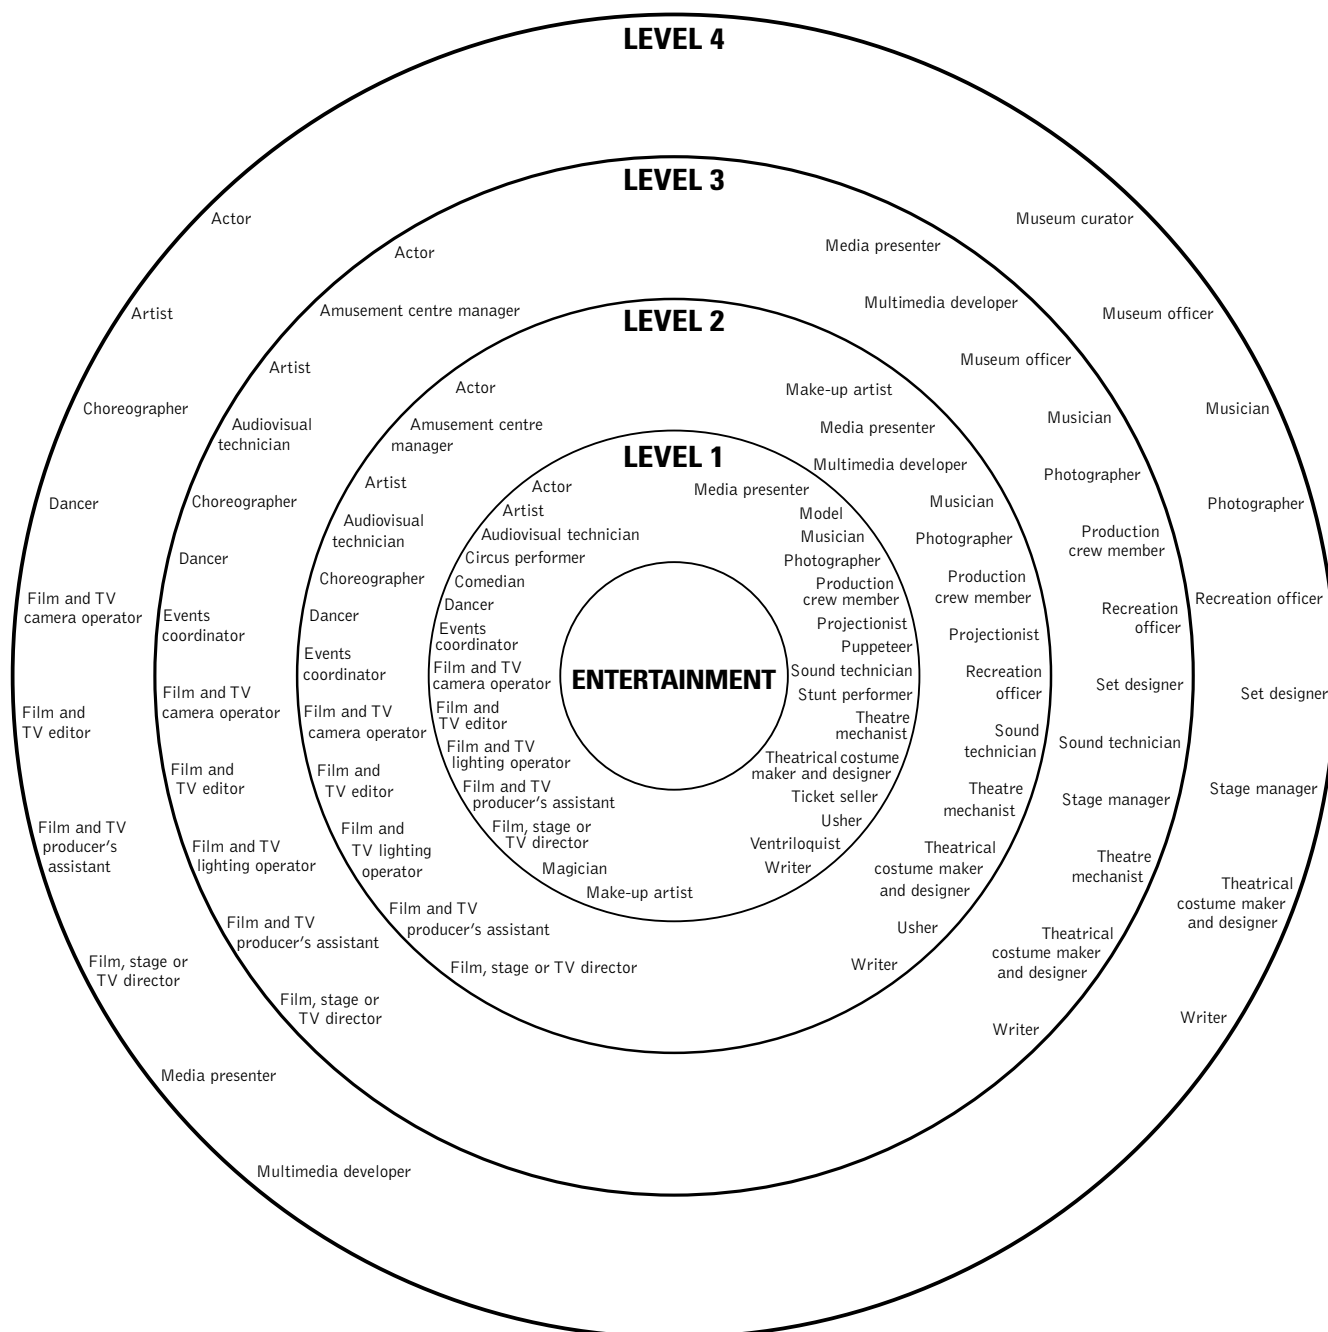 LEVEL 4
Actor
Artist
Choreographer
Dancer
Film and TV
camera operator
Film and
TV editor
Film and TV
producer's
assistant
Film, stage or
TV director
Media presenter
Multimedia developer
Museum curator
Museum officer
Musician
Photographer
Recreation officer
Set designer
Stage manager
Theatrical
costume maker
and designer
Writer
LEVEL 3
Actor
Amusement centre manager
Artist
Audiovisual
technician
Choreographer
Dancer
Events
coordinator
Film and TV
camera operator
Film and
TV editor
Film and TV
lighting operator
Film and TV
producer's assistant
Film, stage or
TV director
Media presenter
Multimedia developer
Museum officer
Musician
Photographer
Production
crew member
Recreation
officer
Set designer
Sound technician
Stage manager
Theatre
mechanist
Theatrical
costume maker
and designer
Writer
LEVEL 2
Actor
Amusement centre
manager
Artist
Audiovisual
technician
Choreographer
Dancer
Events
coordinator
Film and TV
camera operator
Film and
TV editor
Film and
TV lighting
operator
Film and TV
producer's assistant
Film, stage or TV director
Make-up artist
Media presenter
Multimedia developer
Musician
Photographer
Production
crew member
Projectionist
Recreation
officer
Sound
technician
Theatre
mechanist
Theatrical
costume maker
and designer
Usher
Writer
LEVEL 1
Actor
Artist
Audiovisual technician
Circus performer
Comedian
Dancer
Events
coordinator
Film and TV
camera operator
Film and
TV editor
Film and TV
lighting operator
Film and TV
producer's assistant
Film, stage or
TV director
Magician
Make-up artist
Media presenter
Model
Musician
Photographer
Production
crew member
Projectionist
Puppeteer
Sound technician
Stunt performer
Theatre
mechanist
Theatrical costume
maker and designer
Ticket seller
Usher
Ventriloquist
Writer
ENTERTAINMENT